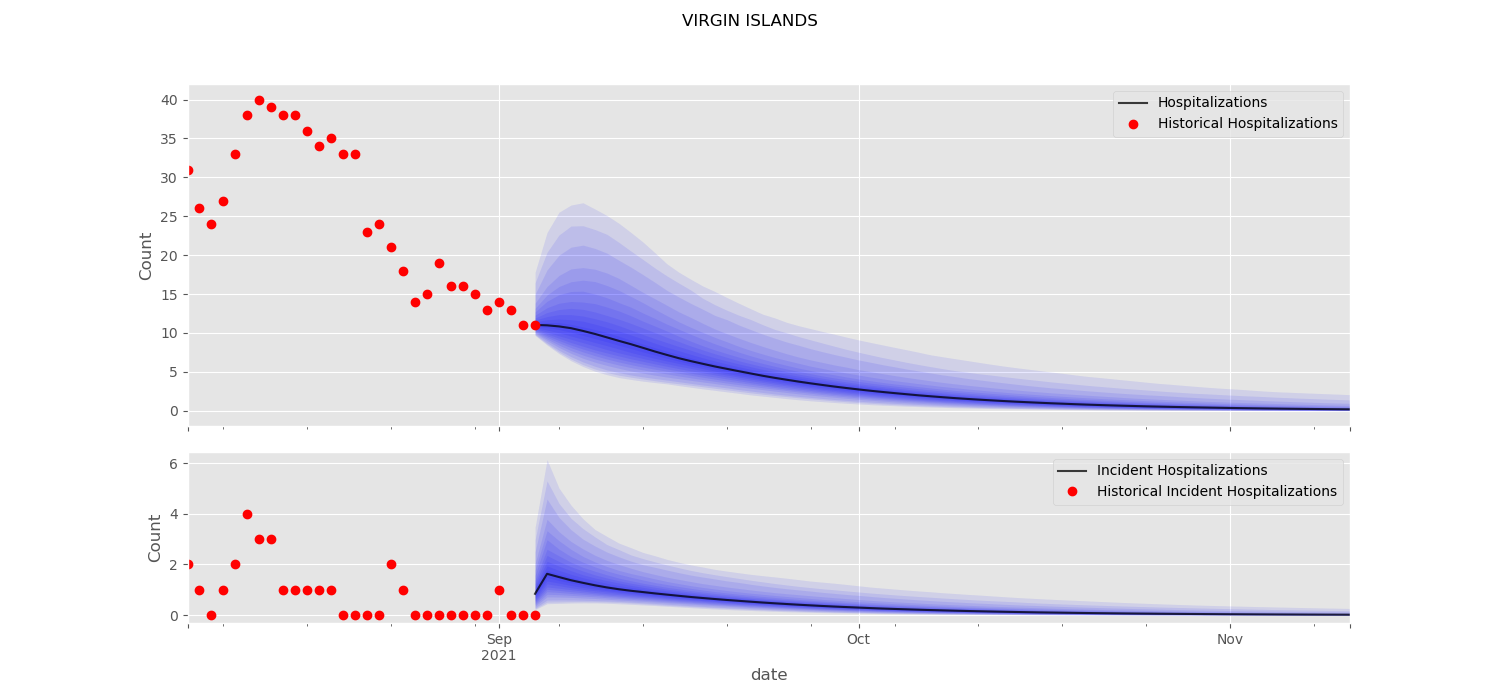 VIRGIN ISLANDS
40
35
30
25
20
15
10
5
0
Count
Hospitalizations
Historical Hospitalizations
6
4
2
0
Count
Incident Hospitalizations
Historical Incident Hospitalizations
Sep
2021
Oct
Nov
date